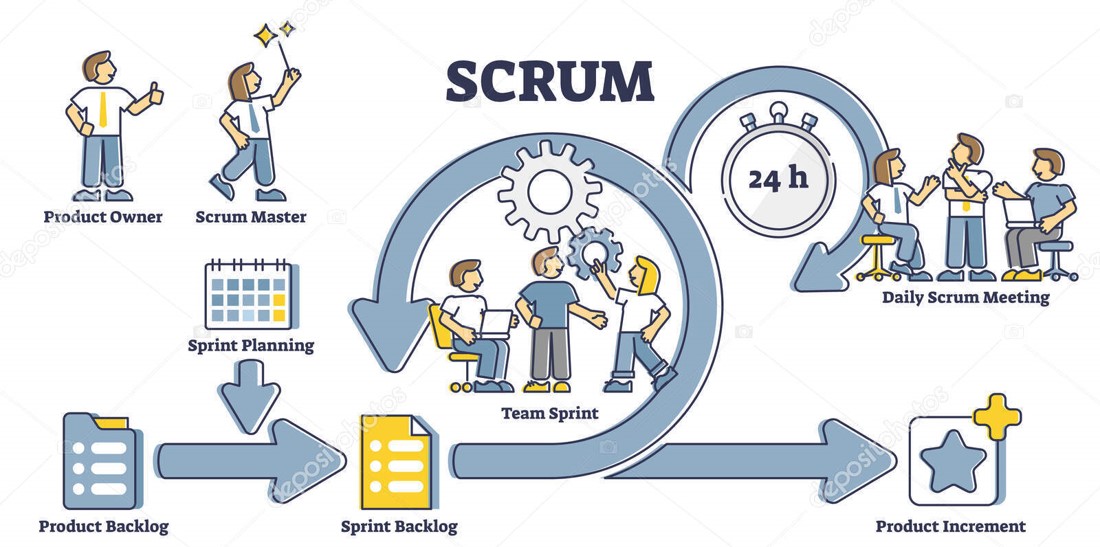 SCRUM
Product Owner
Scrum Master
24 h
Daily Scrum Meeting
Sprint Planning
Team Sprint
Product Backlog
Sprint Backlog
Product Increment
depositphotos